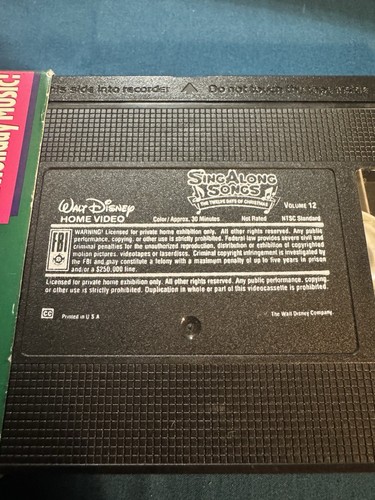 Holiday Music!
this side into recorder Do not touch the tape inside
SING ALONG
SONGS
THE TWELVE DAYS OF CHRISTMAS
VOLUME 12
WALT DISNEY
HOME VIDEO
Color/Approx. 30 Minutes Not Rated NTSC Standard
FBI
WARNING! Licensed for private home exhibition only. All other rights reserved. Any public
performance, copying, or other use is strictly prohibited. Federal law provides severe civil and
criminal penalties for the unauthorized reproduction, distribution or exhibition of copyrighted
motion pictures, videotapes or laserdiscs. Criminal copyright infringement is investigated by
the FBI and may constitute a felony with a maximum penalty of up to five years in prison
and/or a $250,000 fine.
Licensed for private home exhibition only. All other rights reserved. Any public performance, copying
or other use is strictly prohibited. Duplication in whole or part of this videocassette is prohibited.
CC Printed in U S A
The Walt Disney Company